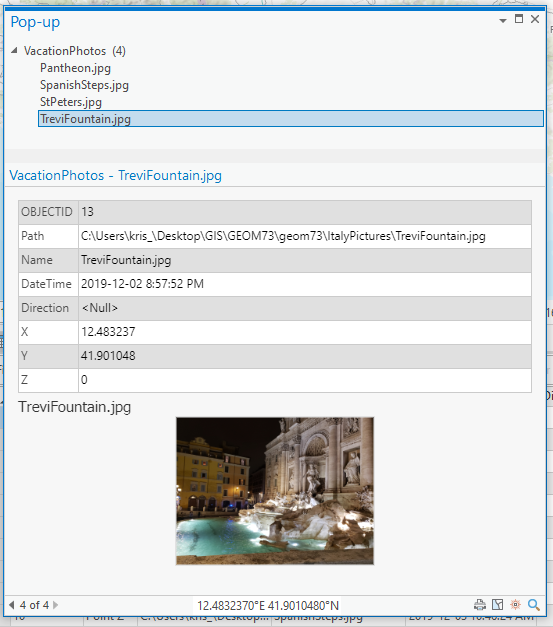 Pop-up
VacationPhotos (4)
Pantheon.jpg
SpanishSteps.jpg
StPeters.jpg
TreviFountain.jpg
VacationPhotos - TreviFountain.jpg
OBJECTID 13
Path C:\Users\kris_\Desktop\GIS\GEOM73\geom73\ItalyPictures\TreviFountain.jpg
Name TreviFountain.jpg
DateTime 2019-12-02 8:57:52 PM
Direction <Null>
X 12.483237
Y 41.901048
Z 0
TreviFountain.jpg
4 of 4 12.4832370°E 41.9010480°N